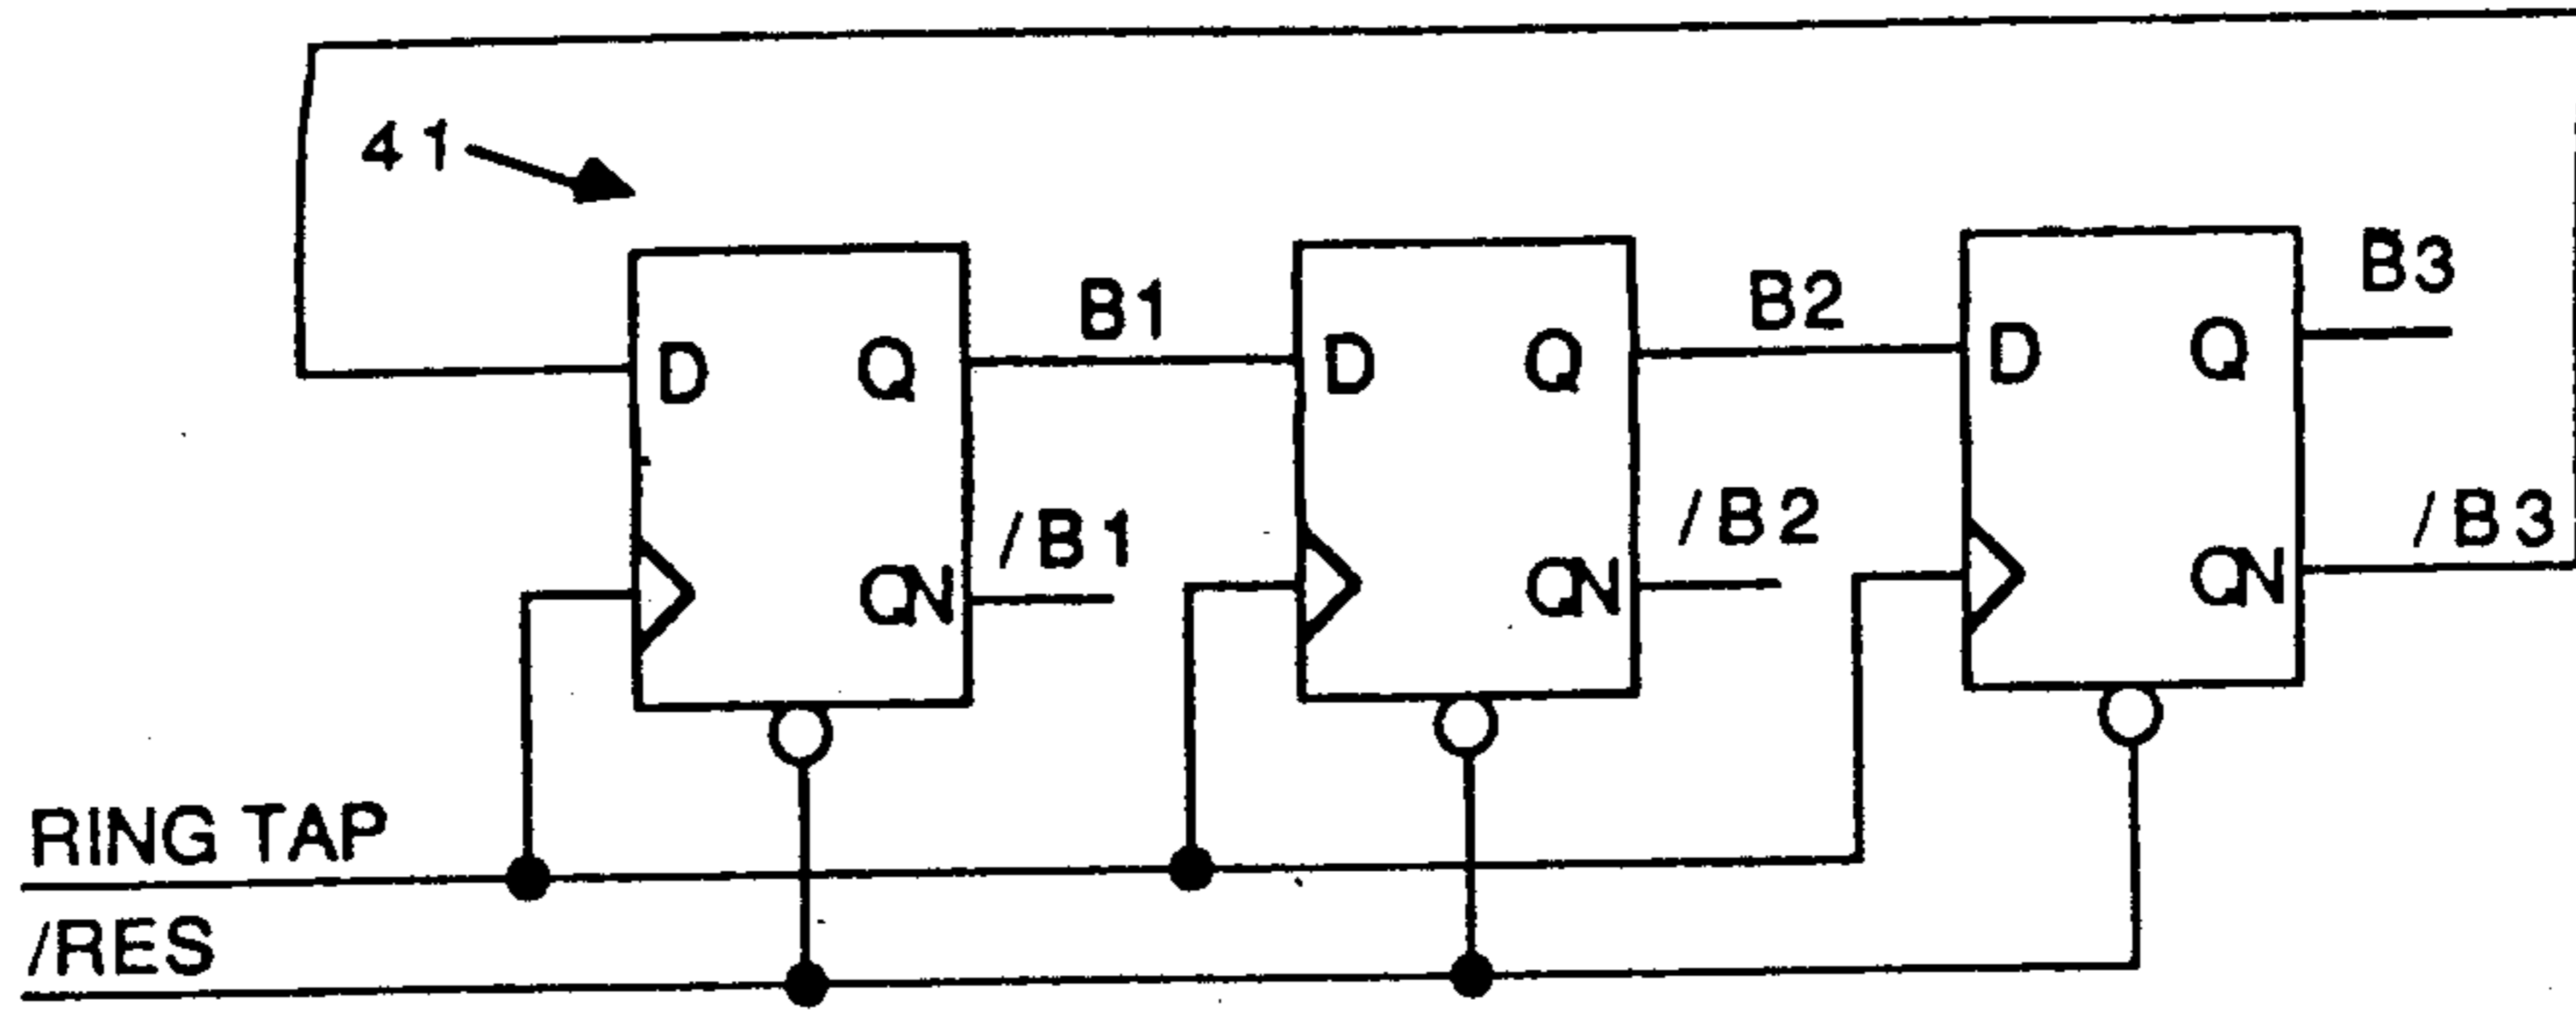 41
B1
B2
B3
D Q
D Q
D Q
/B1
/B2
/B3
QN
QN
QN
RING TAP
/RES